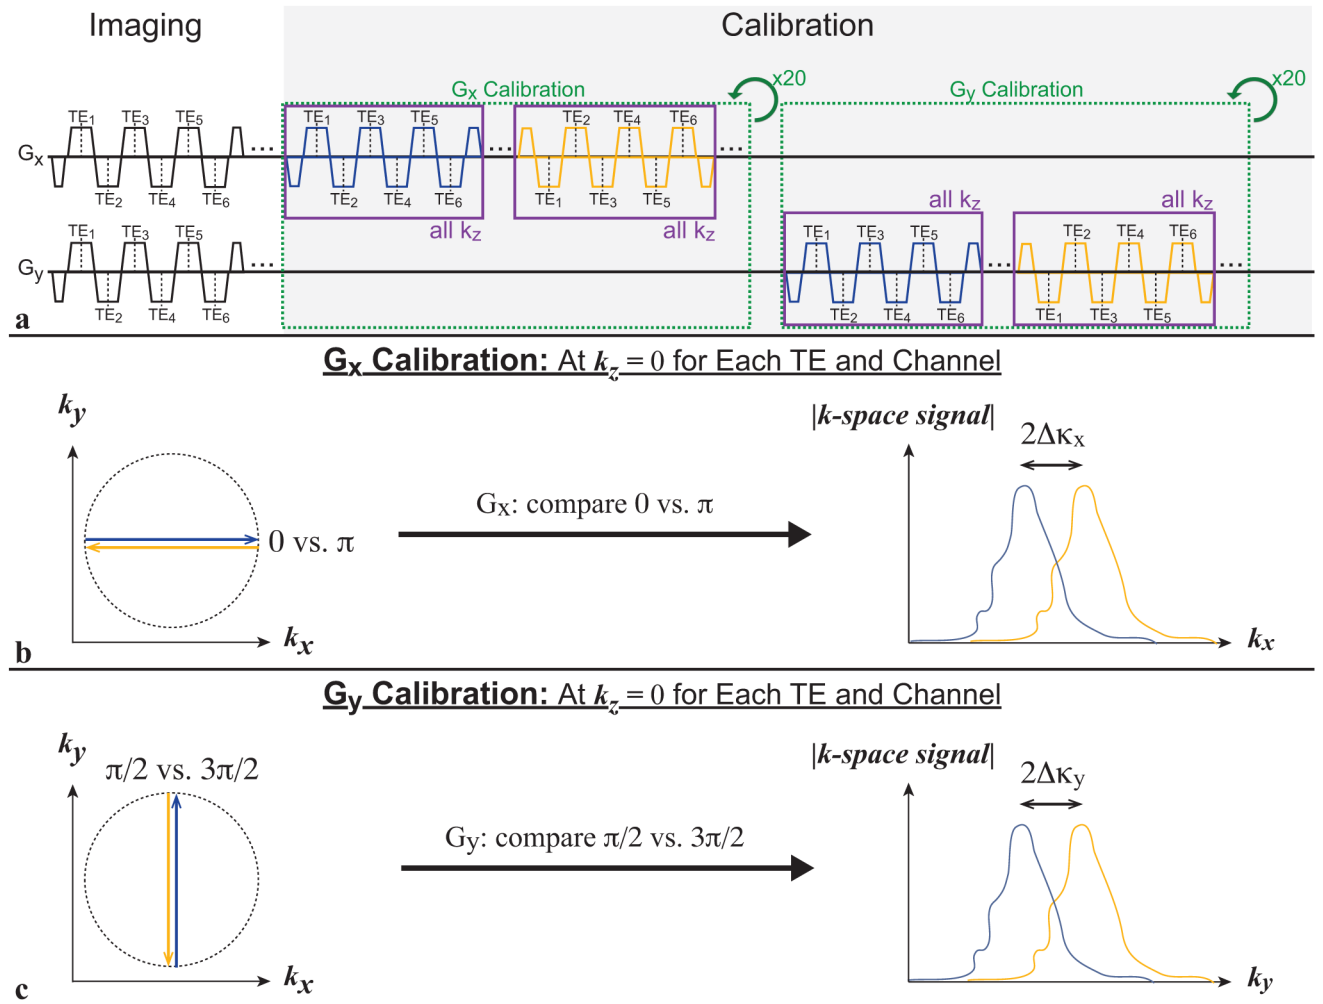 Imaging
Calibration
Gx Calibration
x20
Gy Calibration
x20
TE1 TE3 TE5
TE1 TE3 TE5
TE2 TE4 TE6
Gx
...
...
...
TE2 TE4 TE6
TE2 TE4 TE6
TE1 TE3 TE5
all kz
all kz
all kz
all kz
TE1 TE3 TE5
TE1 TE3 TE5
TE2 TE4 TE6
Gy
...
...
...
TE2 TE4 TE6
TE2 TE4 TE6
TE1 TE3 TE5
a
Gx Calibration: At kz = 0 for Each TE and Channel
ky
|k-space signal|
2Δκx
Gx: compare 0 vs. π
0 vs. π
kx
kx
b
Gy Calibration: At kz = 0 for Each TE and Channel
ky
|k-space signal|
π/2 vs. 3π/2
2Δκy
Gy: compare π/2 vs. 3π/2
kx
ky
c